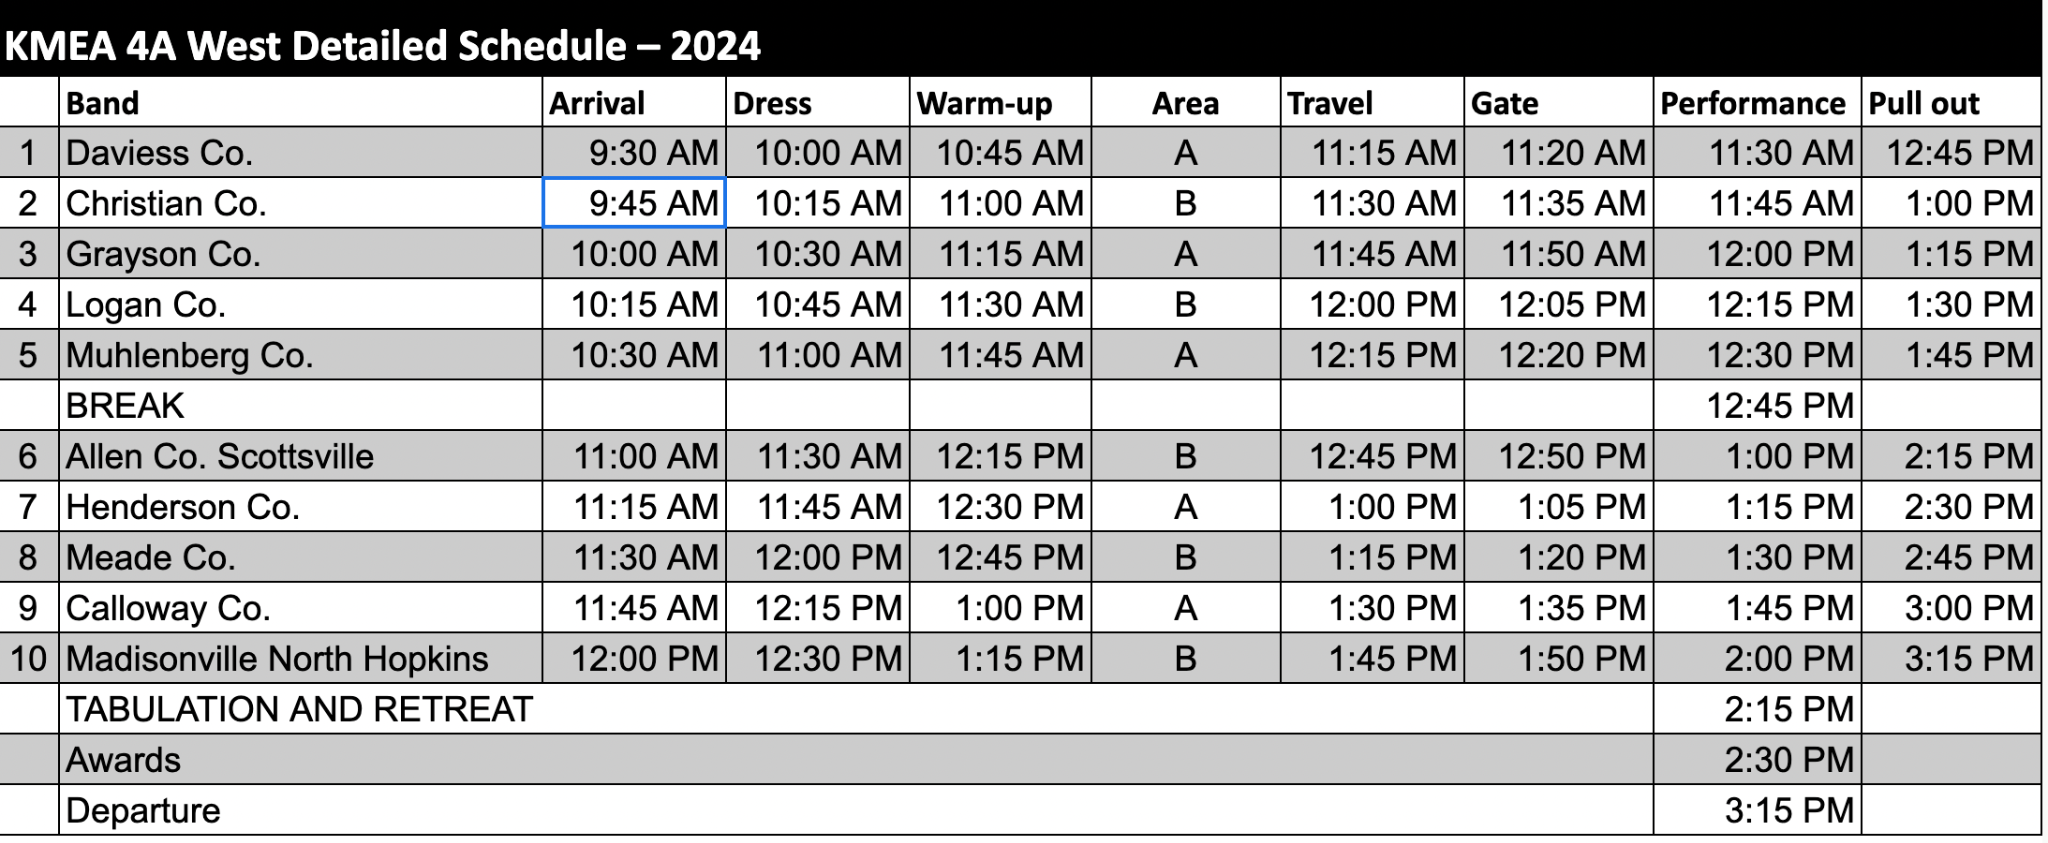 KMEA 4A West Detailed Schedule – 2024
Band Arrival Dress Warm-up Area Travel Gate Performance Pull out
1 Daviess Co. 9:30 AM 10:00 AM 10:45 AM A 11:15 AM 11:20 AM 11:30 AM 12:45 PM
2 Christian Co. 9:45 AM 10:15 AM 11:00 AM B 11:30 AM 11:35 AM 11:45 AM 1:00 PM
3 Grayson Co. 10:00 AM 10:30 AM 11:15 AM A 11:45 AM 11:50 AM 12:00 PM 1:15 PM
4 Logan Co. 10:15 AM 10:45 AM 11:30 AM B 12:00 PM 12:05 PM 12:15 PM 1:30 PM
5 Muhlenberg Co. 10:30 AM 11:00 AM 11:45 AM A 12:15 PM 12:20 PM 12:30 PM 1:45 PM
BREAK 12:45 PM
6 Allen Co. Scottsville 11:00 AM 11:30 AM 12:15 PM B 12:45 PM 12:50 PM 1:00 PM 2:15 PM
7 Henderson Co. 11:15 AM 11:45 AM 12:30 PM A 1:00 PM 1:05 PM 1:15 PM 2:30 PM
8 Meade Co. 11:30 AM 12:00 PM 12:45 PM B 1:15 PM 1:20 PM 1:30 PM 2:45 PM
9 Calloway Co. 11:45 AM 12:15 PM 1:00 PM A 1:30 PM 1:35 PM 1:45 PM 3:00 PM
10 Madisonville North Hopkins 12:00 PM 12:30 PM 1:15 PM B 1:45 PM 1:50 PM 2:00 PM 3:15 PM
TABULATION AND RETREAT 2:15 PM
Awards 2:30 PM
Departure 3:15 PM